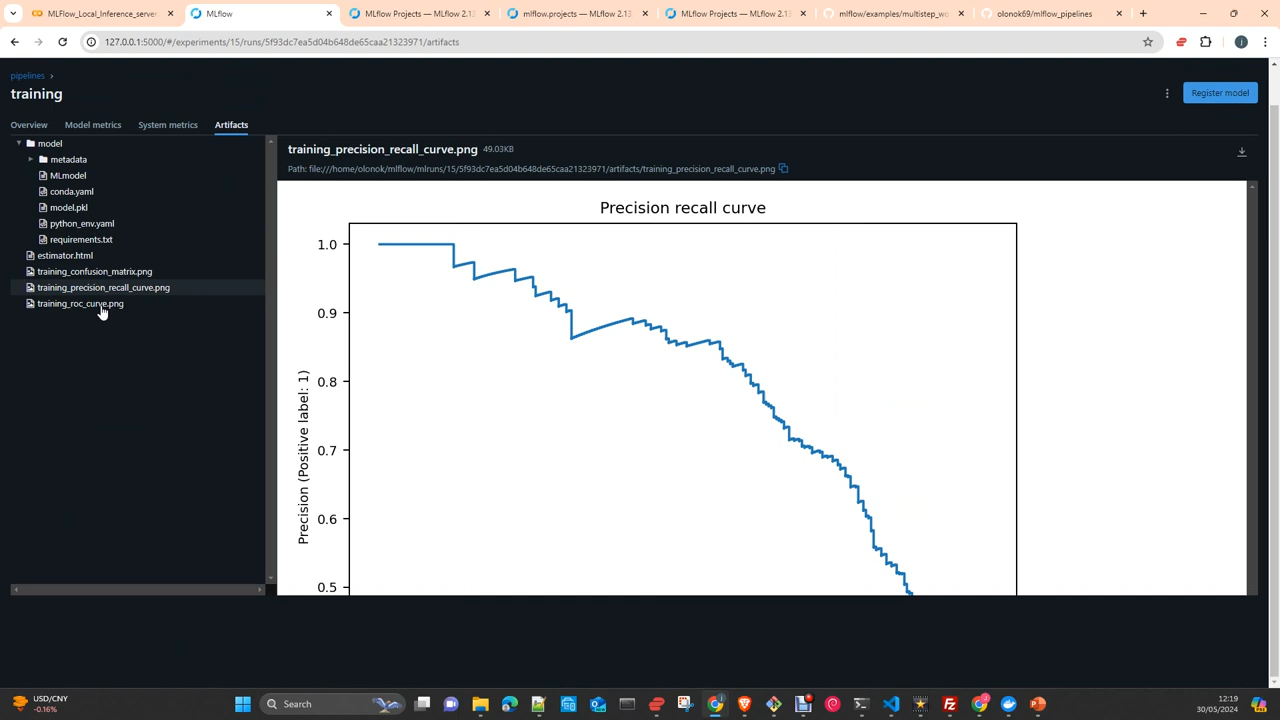 MLFlow_Local_Inference_serve
MLflow
MLflow Projects — MLflow 2.13
mlflow.projects — MLflow 2.13
MLflow Projects — MLflow 2.13
mlflow/examples/multistep_wo
olonok69/mlflow_pipelines
127.0.0.1:5000/#/experiments/15/runs/5f93dc7ea5d04b648de65caa21323971/artifacts
pipelines
training
Register model
Overview
Model metrics
System metrics
Artifacts
model
metadata
MLmodel
conda.yaml
model.pkl
python_env.yaml
requirements.txt
estimator.html
training_confusion_matrix.png
training_precision_recall_curve.png
training_roc_curve.png
training_precision_recall_curve.png 49.03KB
Path: file:///home/olonok/mlflow/mlruns/15/5f93dc7ea5d04b648de65caa21323971/artifacts/training_precision_recall_curve.png
Precision recall curve
1.0
0.9
0.8
0.7
0.6
0.5
Precision (Positive label: 1)
USD/CNY
-0.16%
Search
12:19
30/05/2024